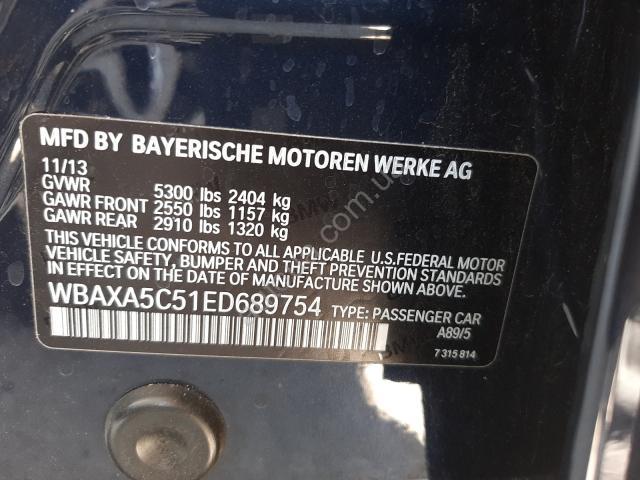 MFD BY BAYERISCHE MOTOREN WERKE AG
11/13
GVWR 5300 lbs 2404 kg
GAWR FRONT 2550 lbs 1157 kg
GAWR REAR 2910 lbs 1320 kg
THIS VEHICLE CONFORMS TO ALL APPLICABLE U.S.FEDERAL MOTOR
VEHICLE SAFETY, BUMPER AND THEFT PREVENTION STANDARDS
IN EFFECT ON THE DATE OF MANUFACTURE SHOWN ABOVE.
WBAXA5C51ED689754 TYPE: PASSENGER CAR
A89/5
7 315 814